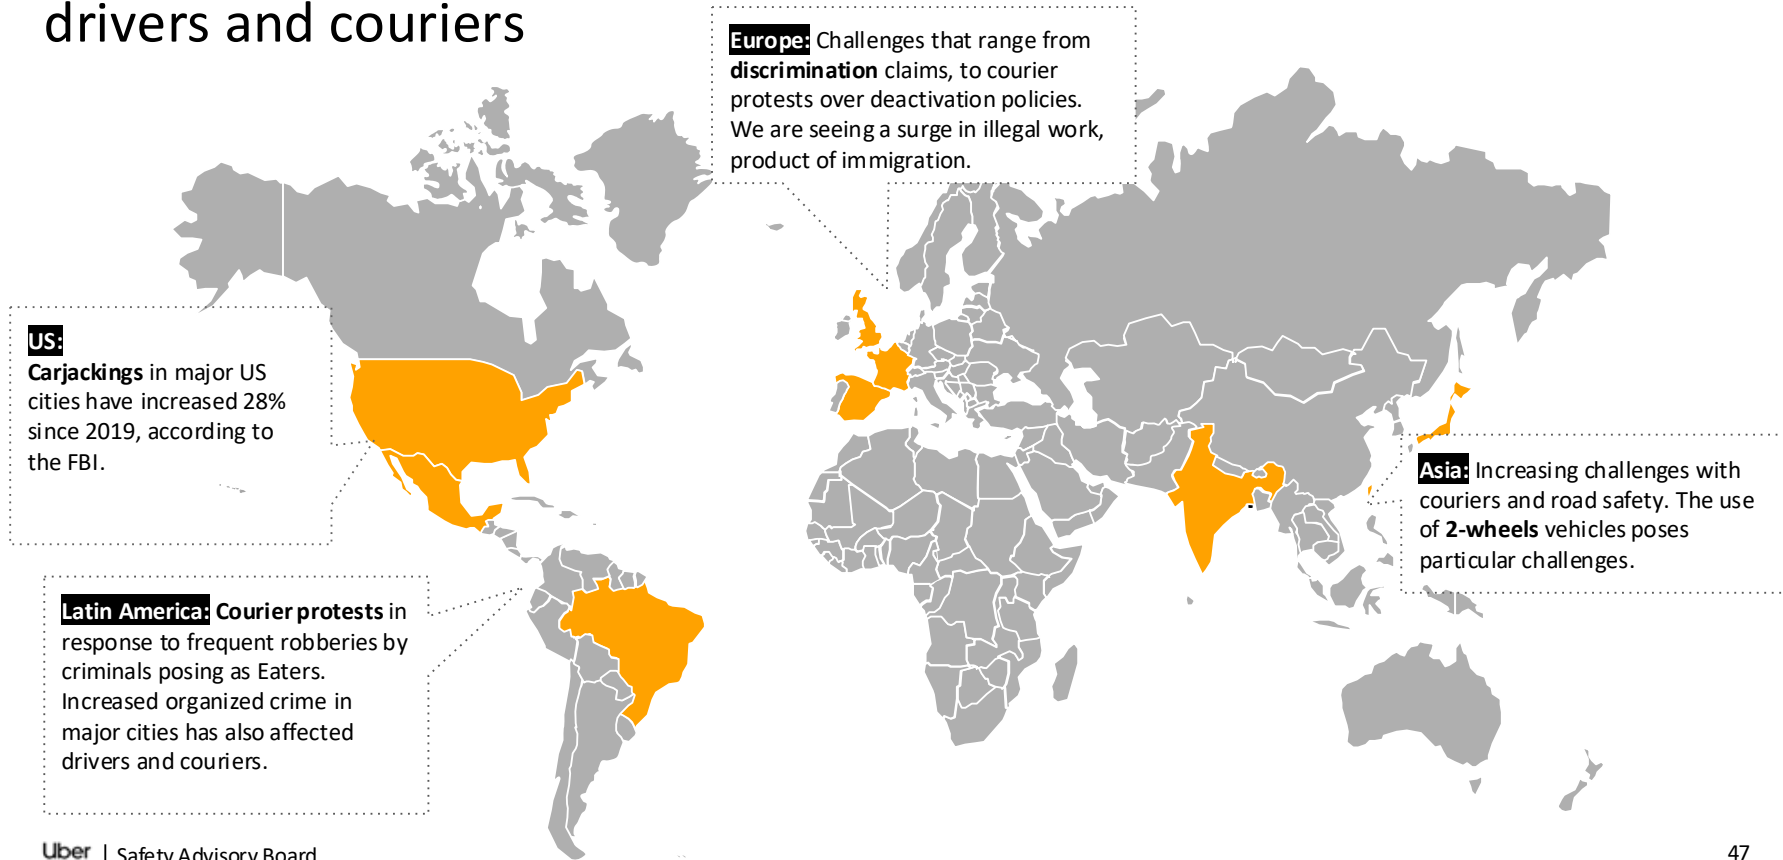 drivers and couriers
Europe: Challenges that range from
discrimination claims, to courier
protests over deactivation policies.
We are seeing a surge in illegal work,
product of immigration.
US:
Carjackings in major US
cities have increased 28%
since 2019, according to
the FBI.
Asia: Increasing challenges with
couriers and road safety. The use
of 2-wheels vehicles poses
particular challenges.
Latin America: Courier protests in
response to frequent robberies by
criminals posing as Eaters.
Increased organized crime in
major cities has also affected
drivers and couriers.
Uber | Safety Advisory Board
47